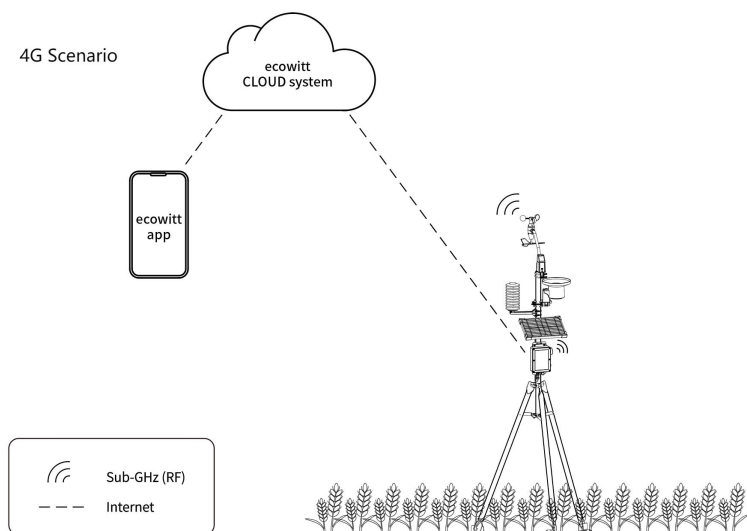 4G Scenario
ecowitt
CLOUD system
ecowitt
app
Sub-GHz (RF)
Internet